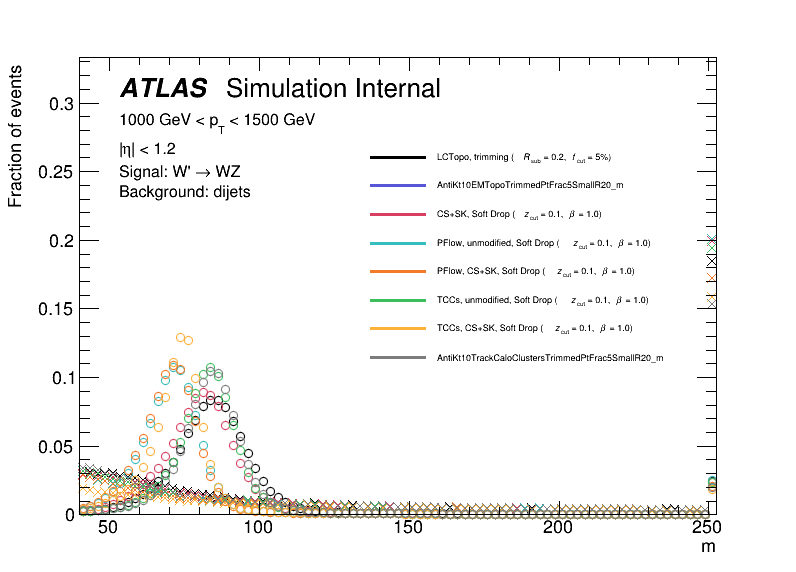 Fraction of events
0.3
0.25
0.2
0.15
0.1
0.05
0
ATLAS Simulation Internal
1000 GeV < p_T < 1500 GeV
|η| < 1.2
Signal: W' → WZ
Background: dijets
LCTopo, trimming ( R_sub = 0.2, f_cut = 5%)
AntiKt10EMTopoTrimmedPtFrac5SmallR20_m
CS+SK, Soft Drop ( z_cut = 0.1, β = 1.0)
PFlow, unmodified, Soft Drop ( z_cut = 0.1, β = 1.0)
PFlow, CS+SK, Soft Drop ( z_cut = 0.1, β = 1.0)
TCCs, unmodified, Soft Drop ( z_cut = 0.1, β = 1.0)
TCCs, CS+SK, Soft Drop ( z_cut = 0.1, β = 1.0)
AntiKt10TrackCaloClustersTrimmedPtFrac5SmallR20_m
50 100 150 200 250
m